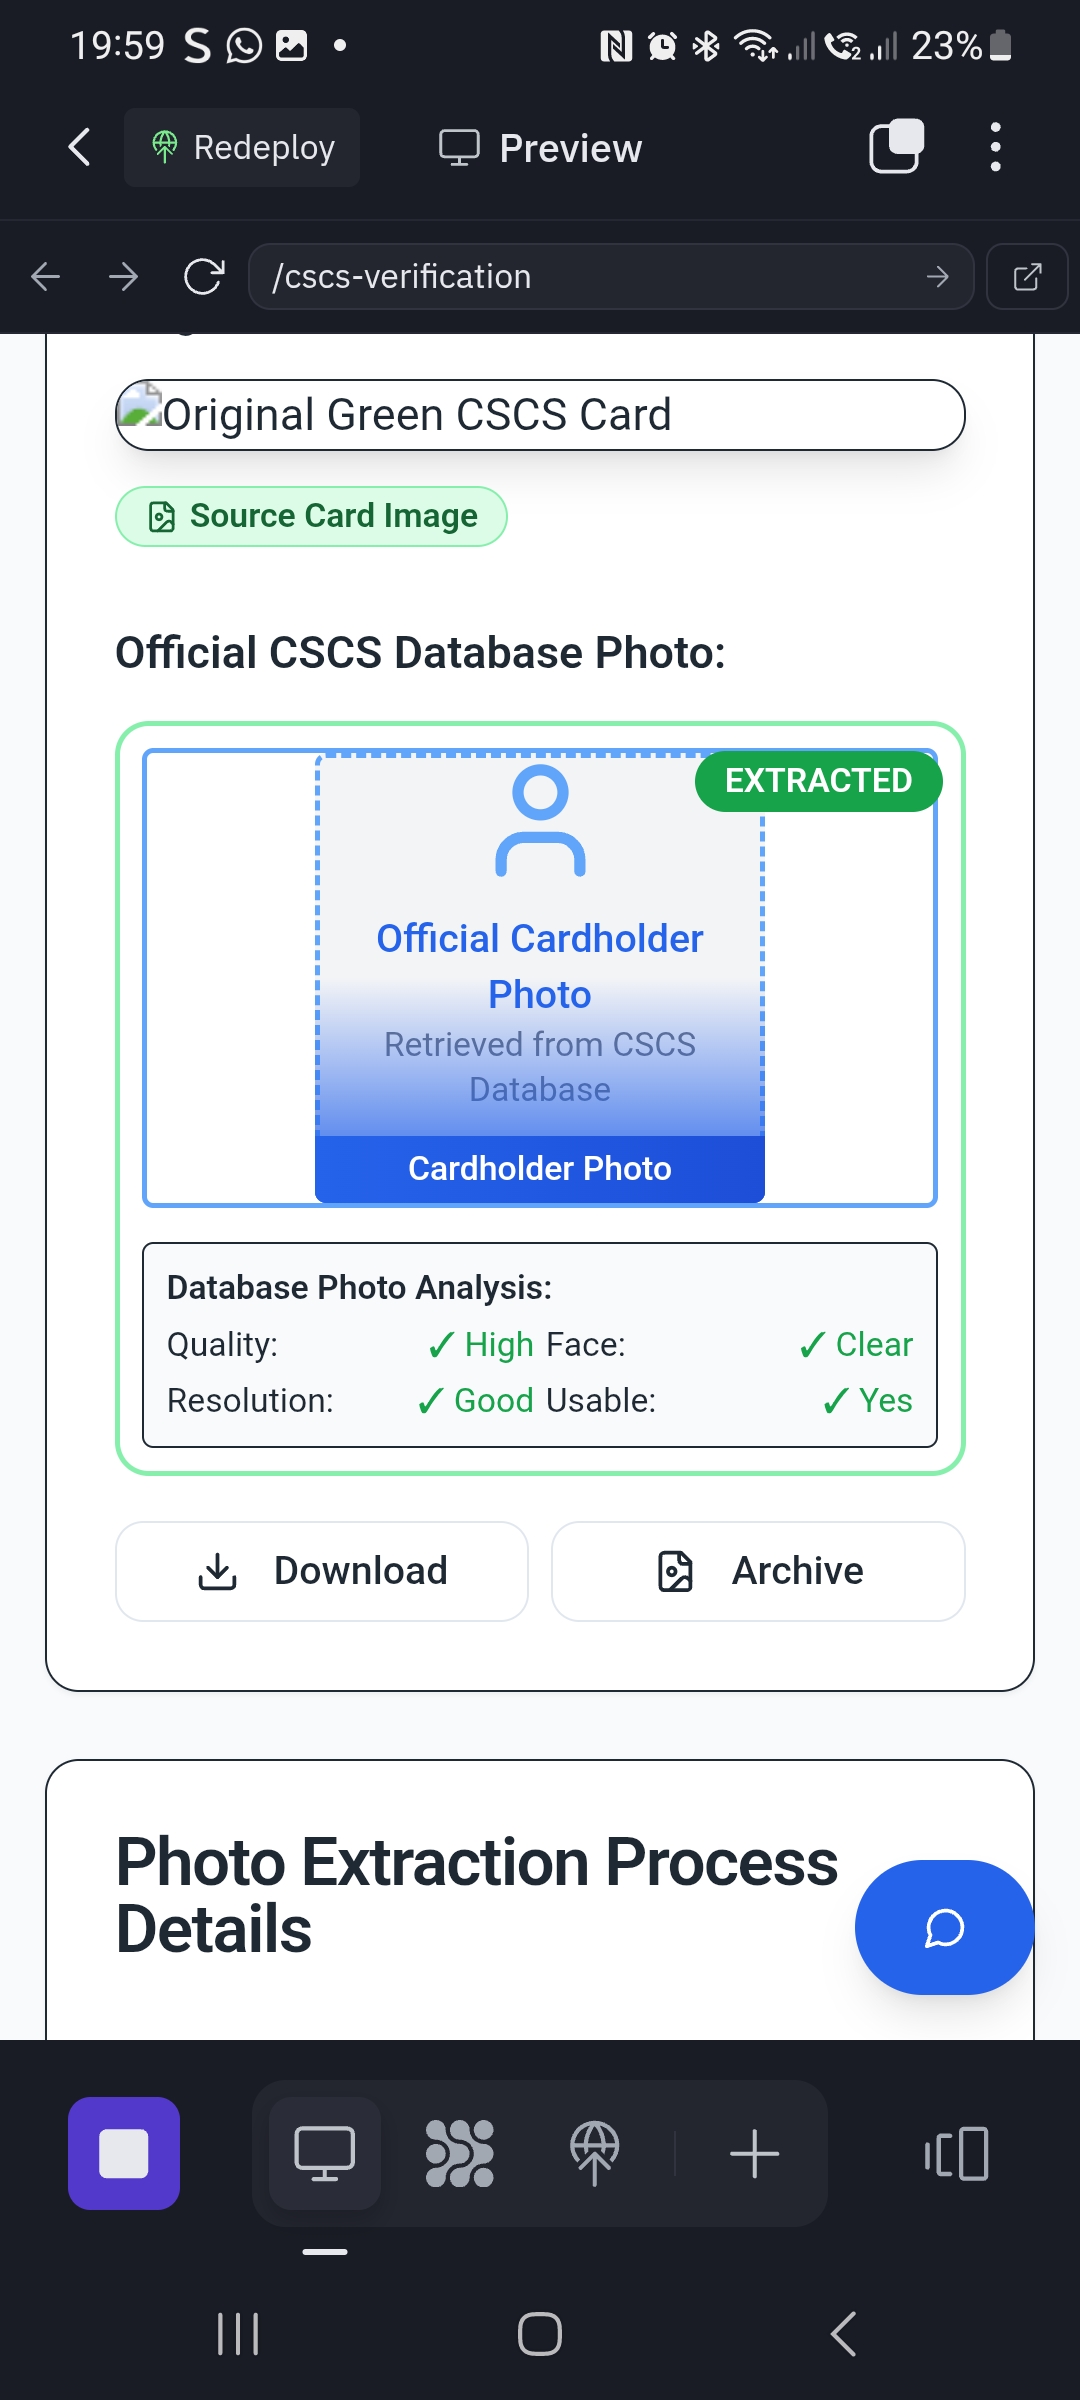 19:59
23%
Redeploy
Preview
/cscs-verification
Original Green CSCS Card
Source Card Image
Official CSCS Database Photo:
EXTRACTED
Official Cardholder
Photo
Retrieved from CSCS
Database
Cardholder Photo
Database Photo Analysis:
Quality: ✓ High Face: ✓ Clear
Resolution: ✓ Good Usable: ✓ Yes
Download
Archive
Photo Extraction Process
Details